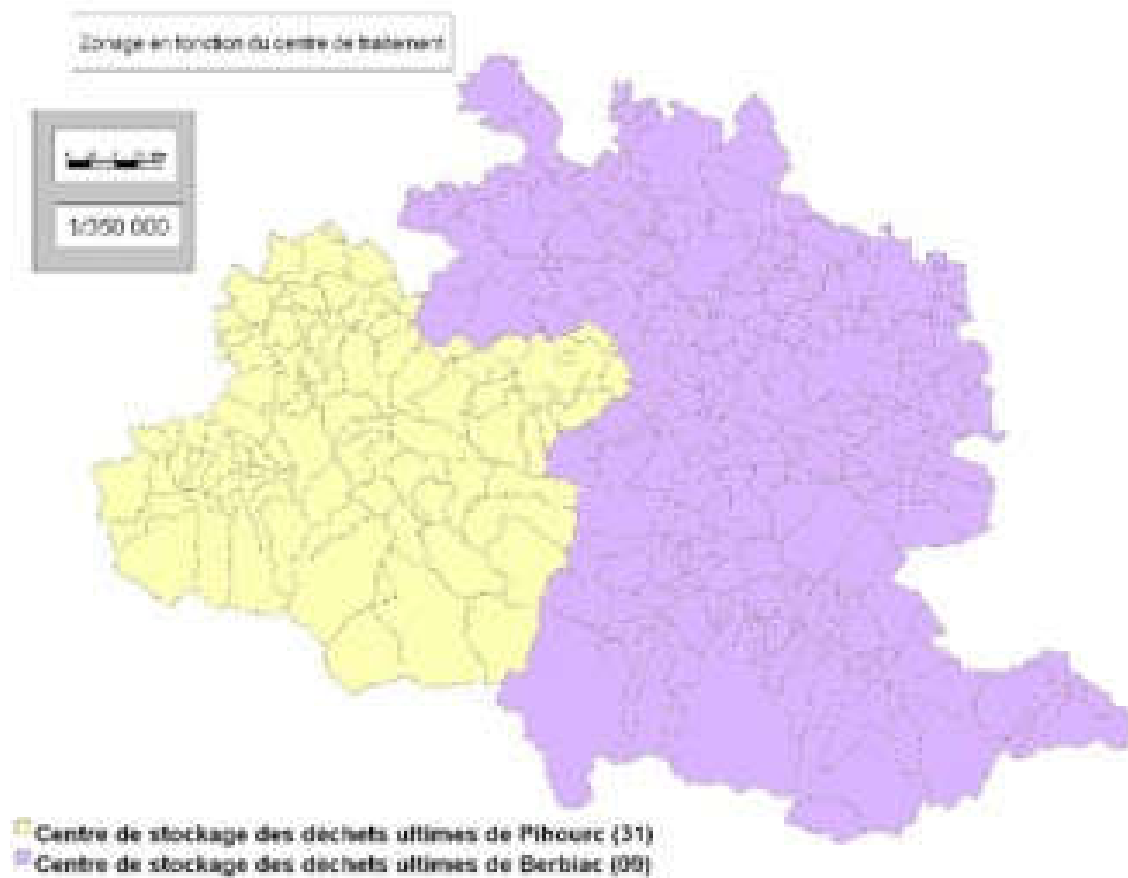 Zonage en fonction du centre de traitement
1/350 000
Centre de stockage des déchets ultimes de Pihourc (31)
Centre de stockage des déchets ultimes de Berbiac (09)